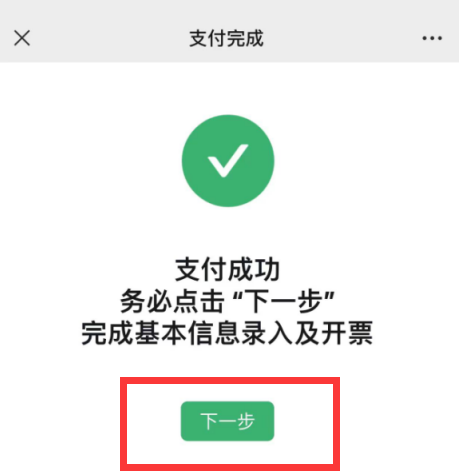 支付完成
支付成功
务必点击“下一步”
完成基本信息录入及开票
下一步